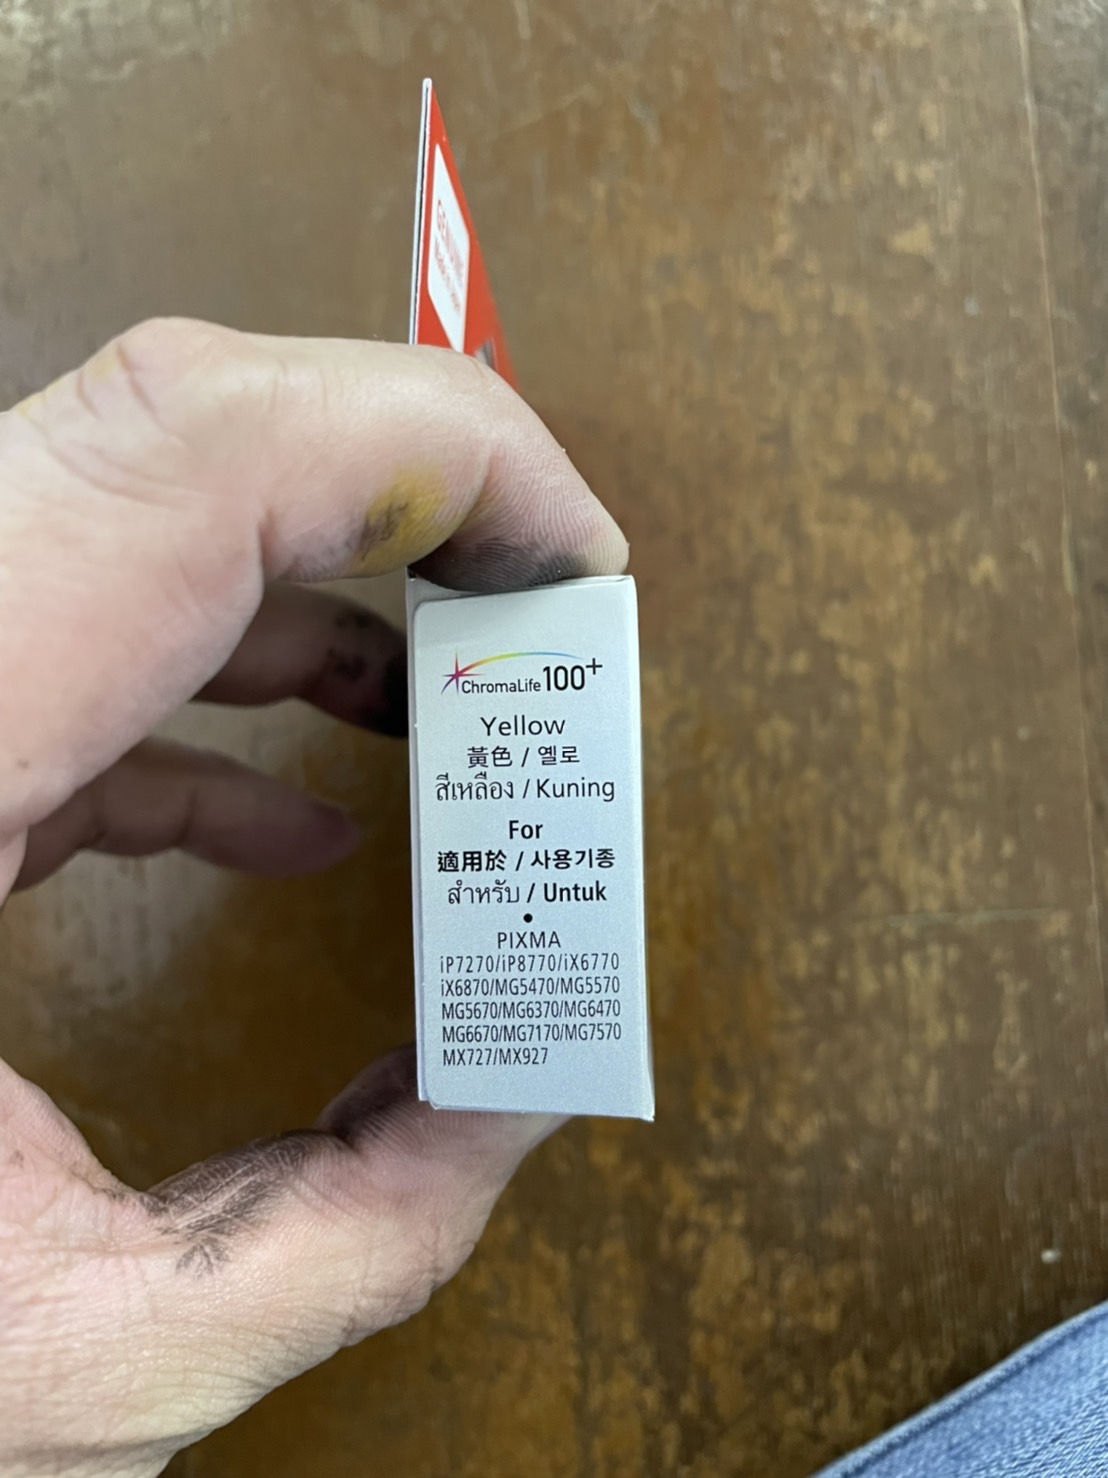 GENUINE
ChromaLife 100+
Yellow
黃色 / 옐로
สีเหลือง / Kuning
For
適用於 / 사용기종
สำหรับ / Untuk
•
PIXMA
iP7270/iP8770/iX6770
iX6870/MG5470/MG5570
MG5670/MG6370/MG6470
MG6670/MG7170/MG7570
MX727/MX927